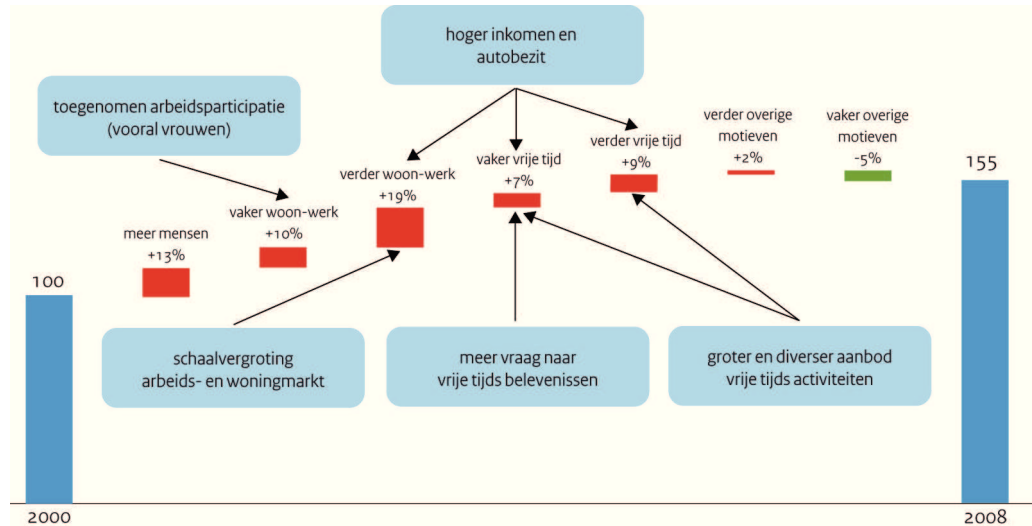 hoger inkomen en
autobezit
toegenomen arbeidsparticipatie
(vooral vrouwen)
meer mensen
+13%
vaker woon-werk
+10%
verder woon-werk
+19%
vaker vrije tijd
+7%
verder vrije tijd
+9%
verder overige
motieven
+2%
vaker overige
motieven
-5%
100
155
schaalvergroting
arbeids- en woningmarkt
meer vraag naar
vrije tijds belevenissen
groter en diverser aanbod
vrije tijds activiteiten
2000
2008